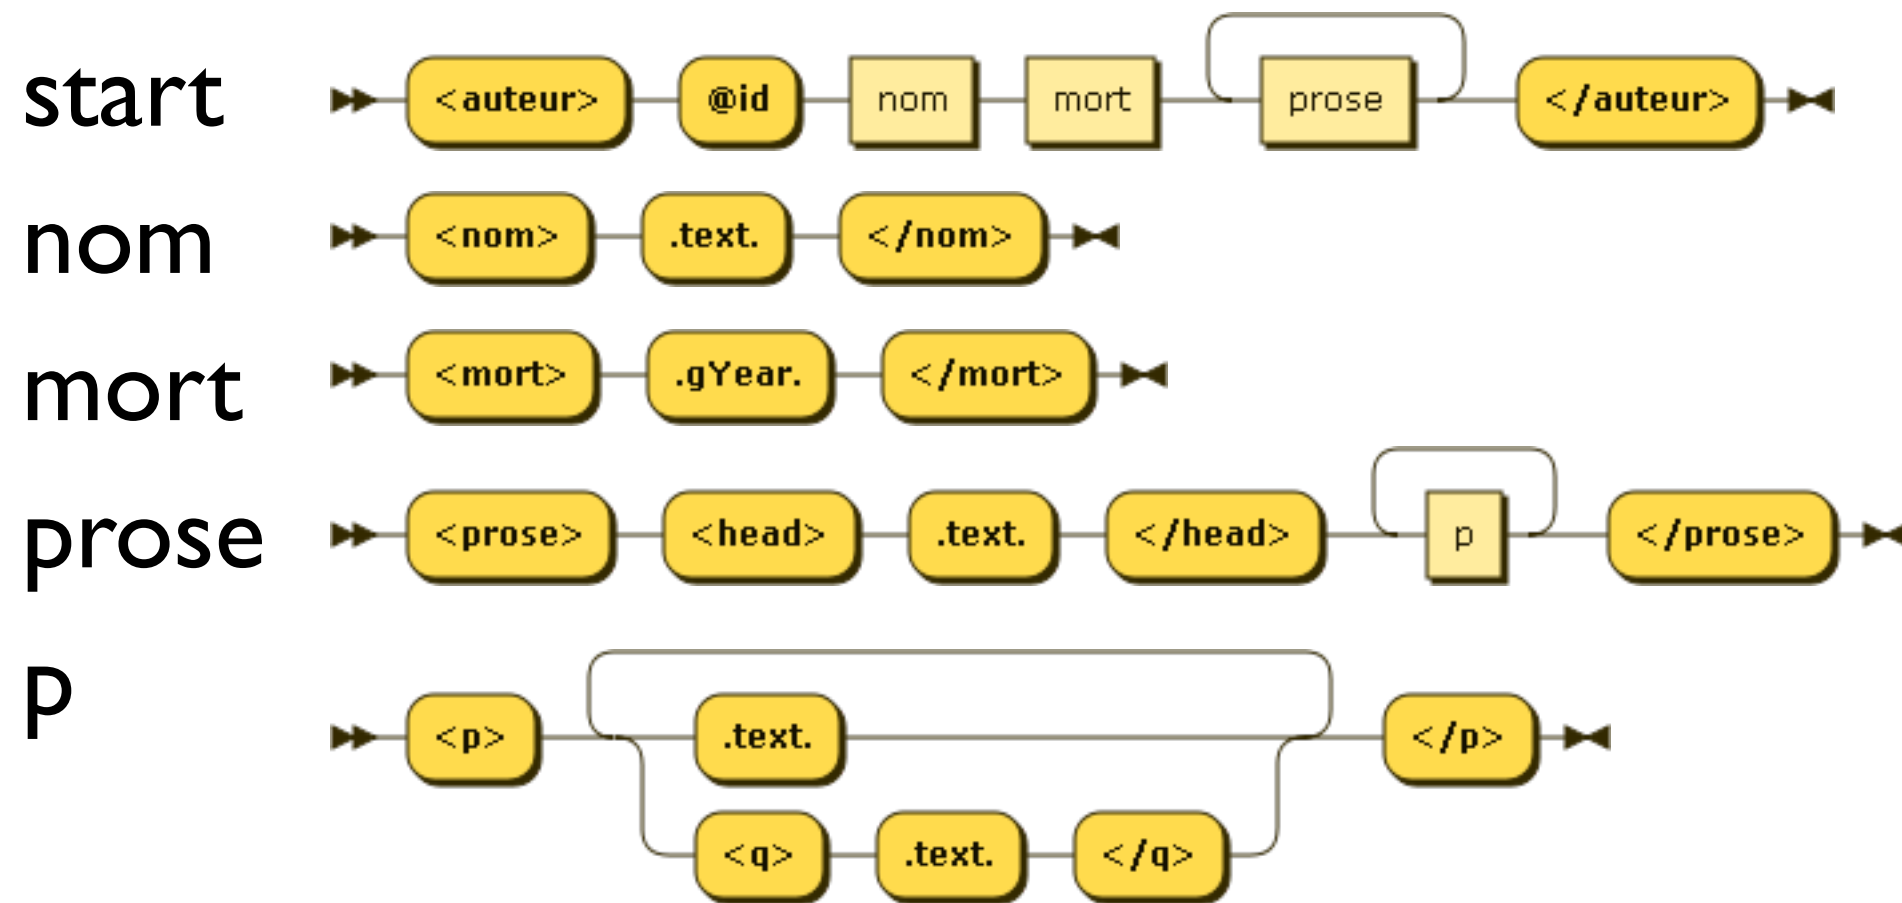 start <auteur> @id nom mort prose </auteur>
nom <nom> .text. </nom>
mort <mort> .gYear. </mort>
prose <prose> <head> .text. </head> p </prose>
p <p> .text. </p>
<q> .text. </q>